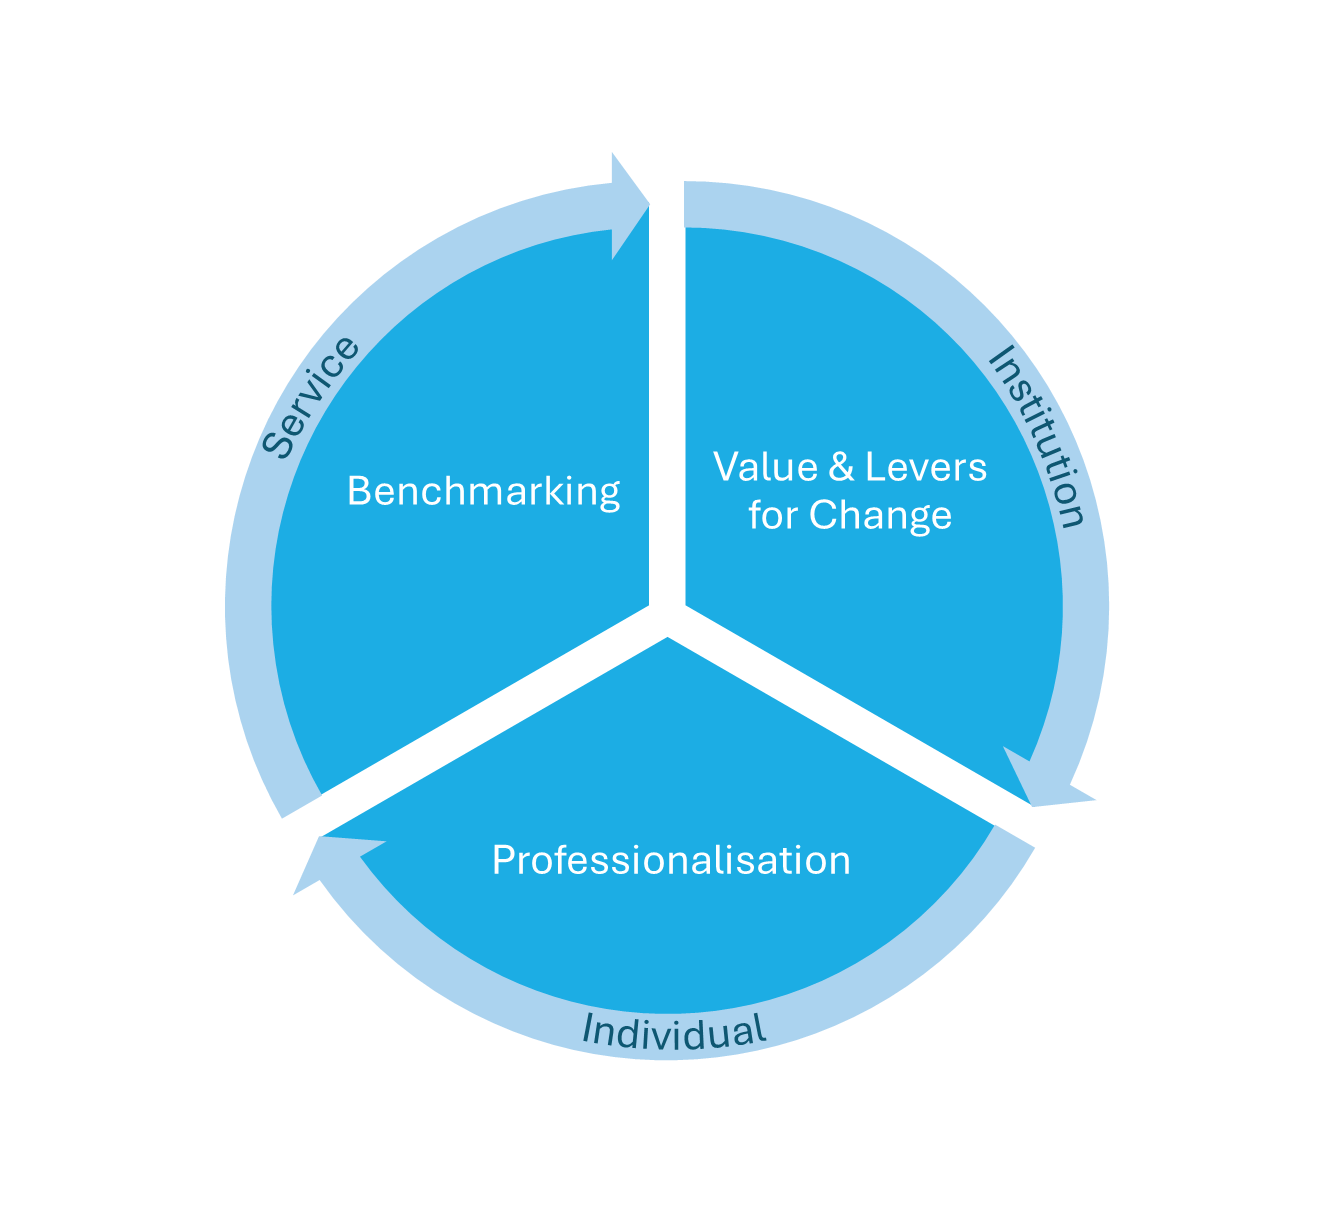 Service
Institution
Benchmarking
Value & Levers
for Change
Professionalisation
Individual